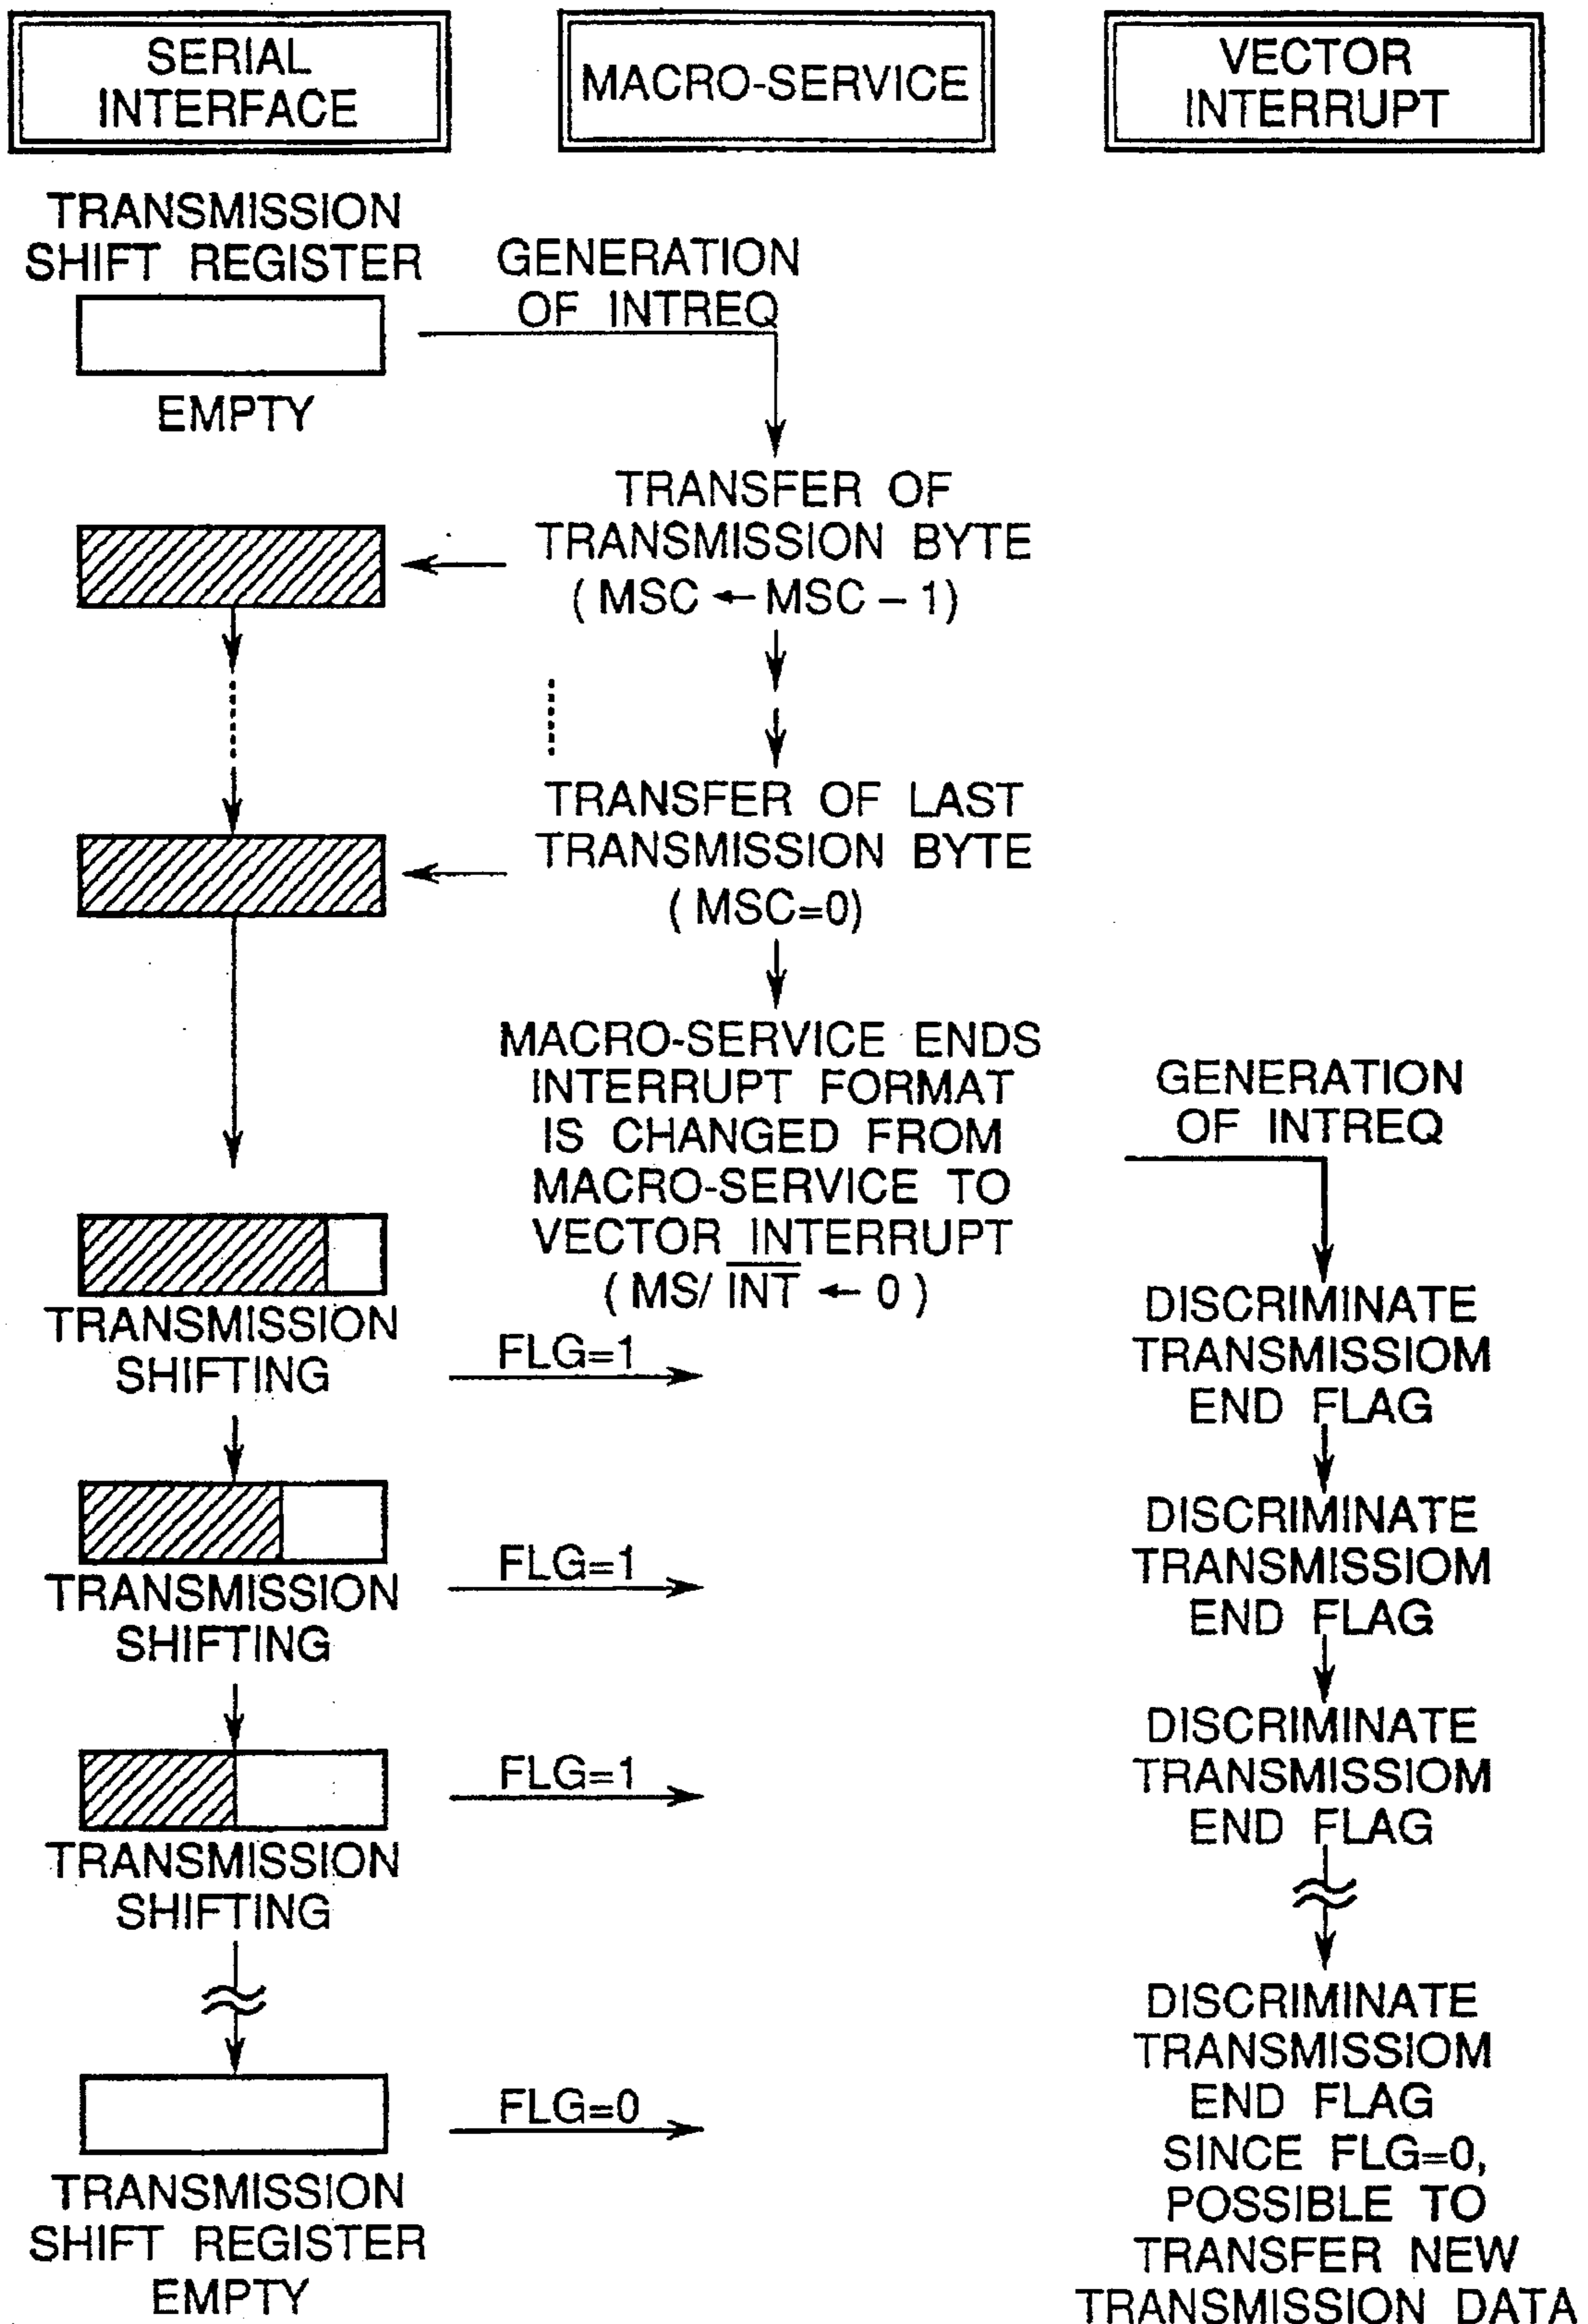 SERIAL
INTERFACE
MACRO-SERVICE
VECTOR
INTERRUPT
TRANSMISSION
SHIFT REGISTER
EMPTY
GENERATION
OF INTREQ
TRANSFER OF
TRANSMISSION BYTE
( MSC ← MSC – 1)
TRANSFER OF LAST
TRANSMISSION BYTE
( MSC=0)
MACRO-SERVICE ENDS
INTERRUPT FORMAT
IS CHANGED FROM
MACRO-SERVICE TO
VECTOR INTERRUPT
( MS/ I̅N̅T̅ ← 0 )
GENERATION
OF INTREQ
TRANSMISSION
SHIFTING
FLG=1
DISCRIMINATE
TRANSMISSIOM
END FLAG
TRANSMISSION
SHIFTING
FLG=1
DISCRIMINATE
TRANSMISSIOM
END FLAG
TRANSMISSION
SHIFTING
FLG=1
DISCRIMINATE
TRANSMISSIOM
END FLAG
FLG=0
TRANSMISSION
SHIFT REGISTER
EMPTY
DISCRIMINATE
TRANSMISSIOM
END FLAG
SINCE FLG=0,
POSSIBLE TO
TRANSFER NEW
TRANSMISSION DATA